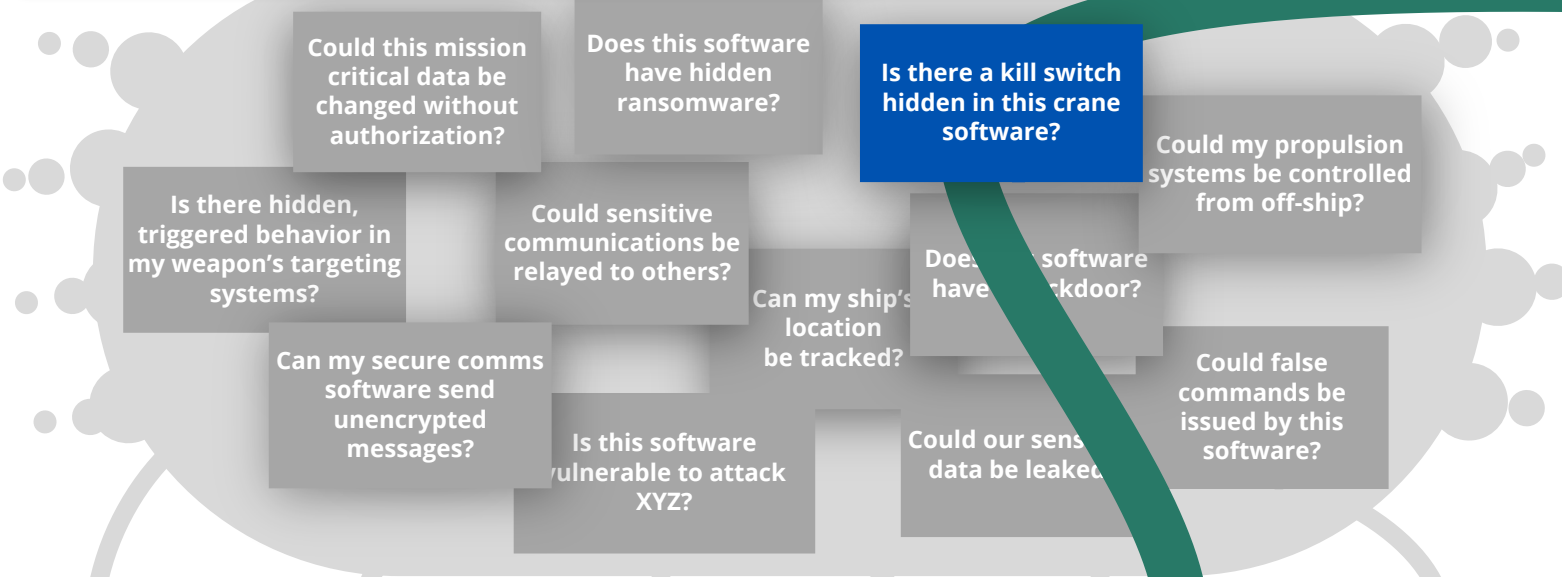 Could this mission
critical data be
changed without
authorization?
Does this software
have hidden
ransomware?
Is there a kill switch
hidden in this crane
software?
Could my propulsion
systems be controlled
from off-ship?
Is there hidden,
triggered behavior in
my weapon’s targeting
systems?
Could sensitive
communications be
relayed to others?
Can my ship’s
location
be tracked?
software
have
Can my secure comms
software send
unencrypted
messages?
Is this software
vulnerable to attack
XYZ?
Could our
data be leaked
Could false
commands be
issued by this
software?